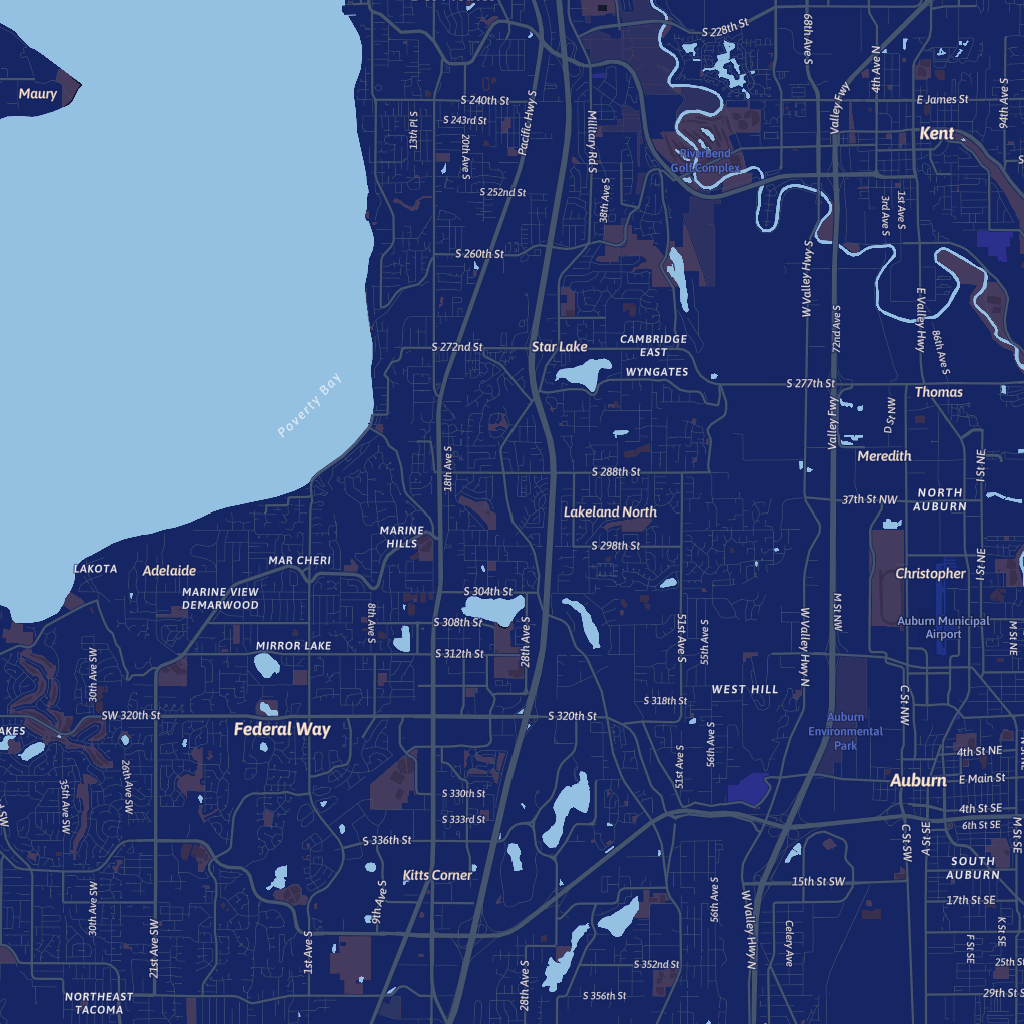 S 228th St
68th Ave S
4th Ave N
Maury
Valley Fwy
94th Ave S
S 240th St
E James St
Pacific Hwy S
13th Pl S
S 243rd St
Military Rd S
Kent
20th Ave S
Riverbend
Golf Complex
S 252nd St
38th Ave S
3rd Ave S
1st Ave S
S 260th St
W Valley Hwy S
E Valley Hwy
72nd Ave S
86th Ave S
S 272nd St
Star Lake
CAMBRIDGE
EAST
WYNGATES
S 277th St
Thomas
Poverty Bay
Valley Fwy
D St NW
18th Ave S
Meredith
S 288th St
I St NE
37th St NW
NORTH
AUBURN
Lakeland North
MARINE
HILLS
S 298th St
MAR CHERI
LAKOTA
Adelaide
I St NE
Christopher
MARINE VIEW
DEMARWOOD
S 304th St
8th Ave S
S 308th St
28th Ave S
51st Ave S
55th Ave S
W Valley Hwy N
M St NW
Auburn Municipal
Airport
M St NE
MIRROR LAKE
S 312th St
30th Ave SW
WEST HILL
S 318th St
C St NW
SW 320th St
S 320th St
Federal Way
56th Ave S
Auburn
Environmental
Park
AKES
51st Ave S
4th St NE
26th Ave SW
35th Ave SW
Auburn
E Main St
S 330th St
4th St SE
S 333rd St
6th St SE
M St SE
S 336th St
C St SW
A St SE
SOUTH
AUBURN
Kitts Corner
15th St SW
30th Ave SW
9th Ave S
56th Ave S
17th St SE
21st Ave SW
1st Ave S
W Valley Hwy N
Celery Ave
K St SE
F St SE
S 352nd St
25th St
28th Ave S
NORTHEAST
TACOMA
S 356th St
29th St SE